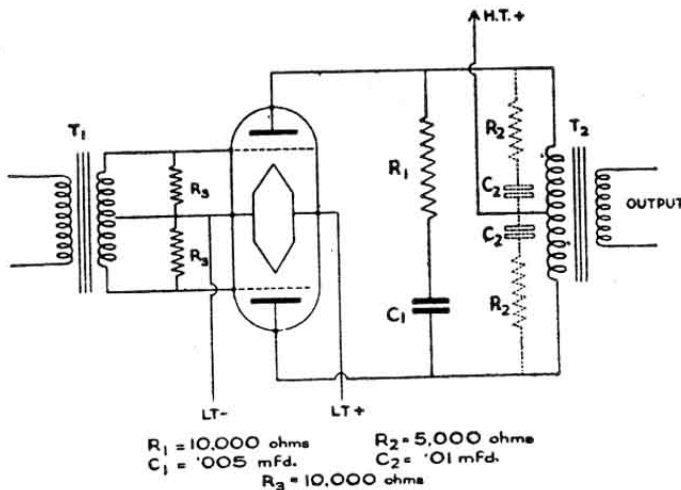 H.T.+
T1
R3
R3
R1
R2
C2
C2
R2
T2
OUTPUT
C1
LT-
LT+
R1 = 10,000 ohms
R2 = 5,000 ohms
C1 = ·005 mfd.
C2 = ·01 mfd.
R3 = 10,000 ohms